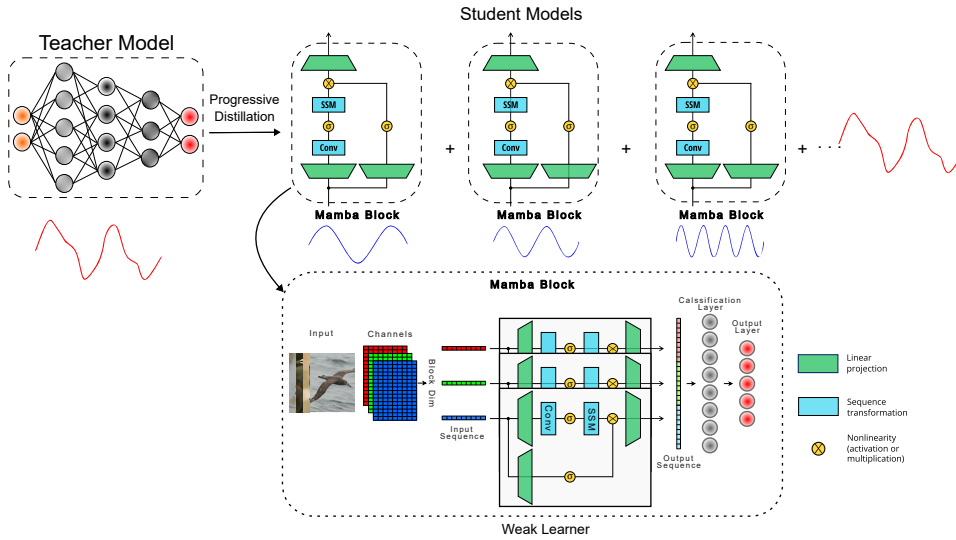 Student Models
Teacher Model
Progressive
Distillation
SSM
σ
σ
Conv
Mamba Block
+
SSM
σ
σ
Conv
Mamba Block
+
SSM
σ
σ
Conv
Mamba Block
+ ...
Mamba Block
Input
Channels
Block Dim
Input
Sequence
σ
σ
Conv
σ
SSM
σ
Output
Sequence
Calssification
Layer
Output
Layer
Weak Learner
Linear
projection
Sequence
transformation
Nonlinearity
(activation or
multiplication)